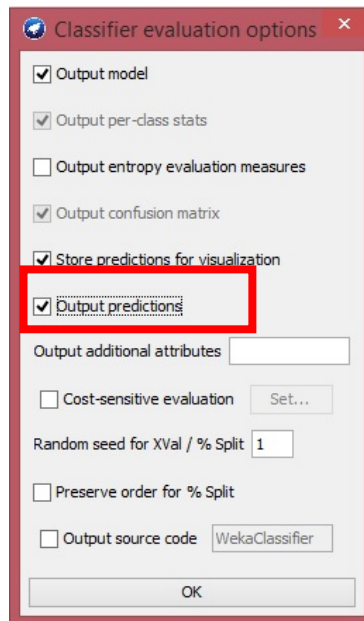 Classifier evaluation options
Output model
Output per-class stats
Output entropy evaluation measures
Output confusion matrix
Store predictions for visualization
Output predictions
Output additional attributes
Cost-sensitive evaluation Set...
Random seed for XVal / % Split 1
Preserve order for % Split
Output source code WekaClassifier
OK